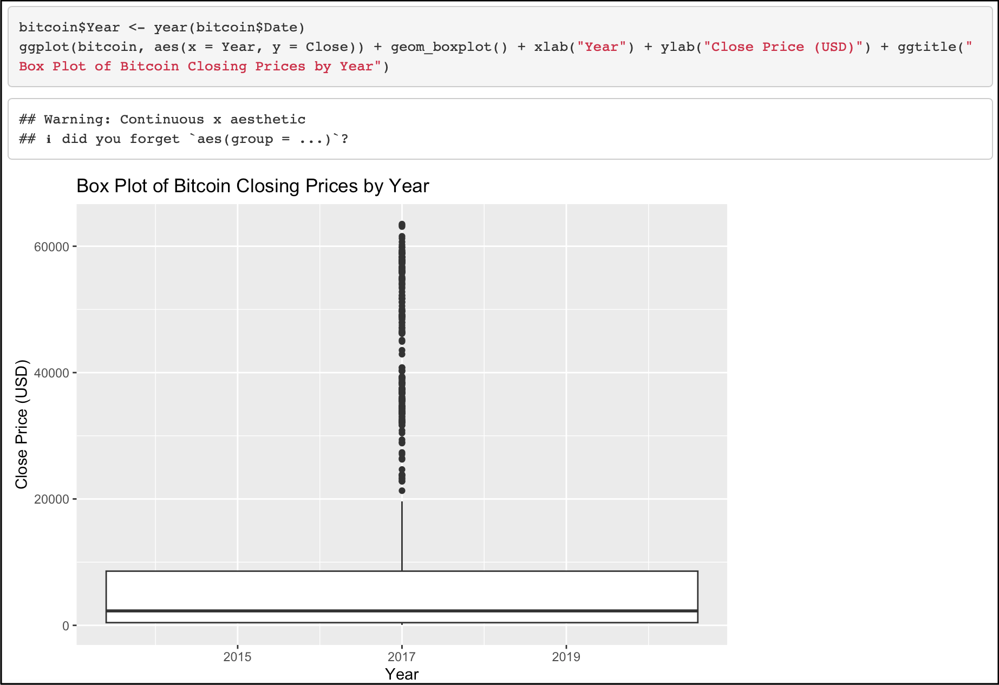 bitcoin$Year <- year(bitcoin$Date)
ggplot(bitcoin, aes(x = Year, y = Close)) + geom_boxplot() + xlab("Year") + ylab("Close Price (USD)") + ggtitle("
Box Plot of Bitcoin Closing Prices by Year")
## Warning: Continuous x aesthetic
## ℹ did you forget `aes(group = ...)`?
Box Plot of Bitcoin Closing Prices by Year
60000
40000
20000
0
Close Price (USD)
2015 2017 2019
Year